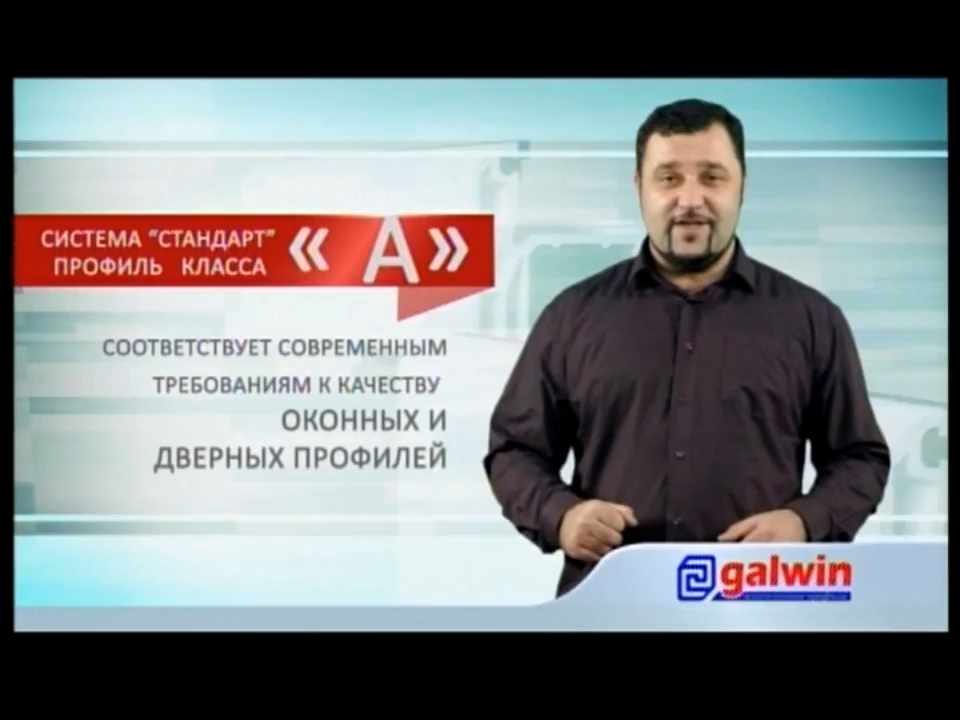 СИСТЕМА "СТАНДАРТ"
ПРОФИЛЬ КЛАССА
« А»
СООТВЕТСТВУЕТ СОВРЕМЕННЫМ
ТРЕБОВАНИЯМ К КАЧЕСТВУ
ОКОННЫХ И
ДВЕРНЫХ ПРОФИЛЕЙ
galwin